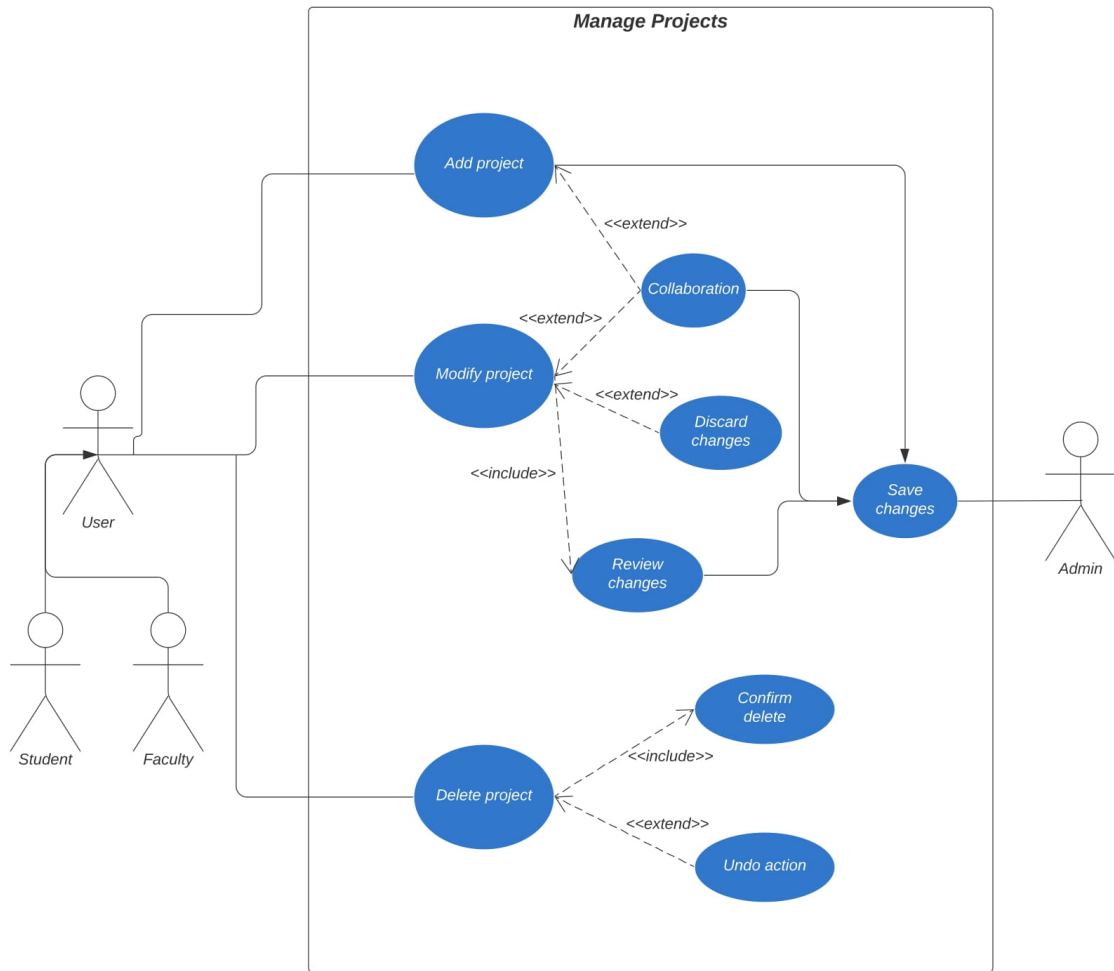 Manage Projects
Add project
<<extend>>
Collaboration
<<extend>>
Modify project
<<extend>>
Discard
changes
<<include>>
Save
changes
User
Review
changes
Admin
Confirm
delete
Student
Faculty
<<include>>
Delete project
<<extend>>
Undo action